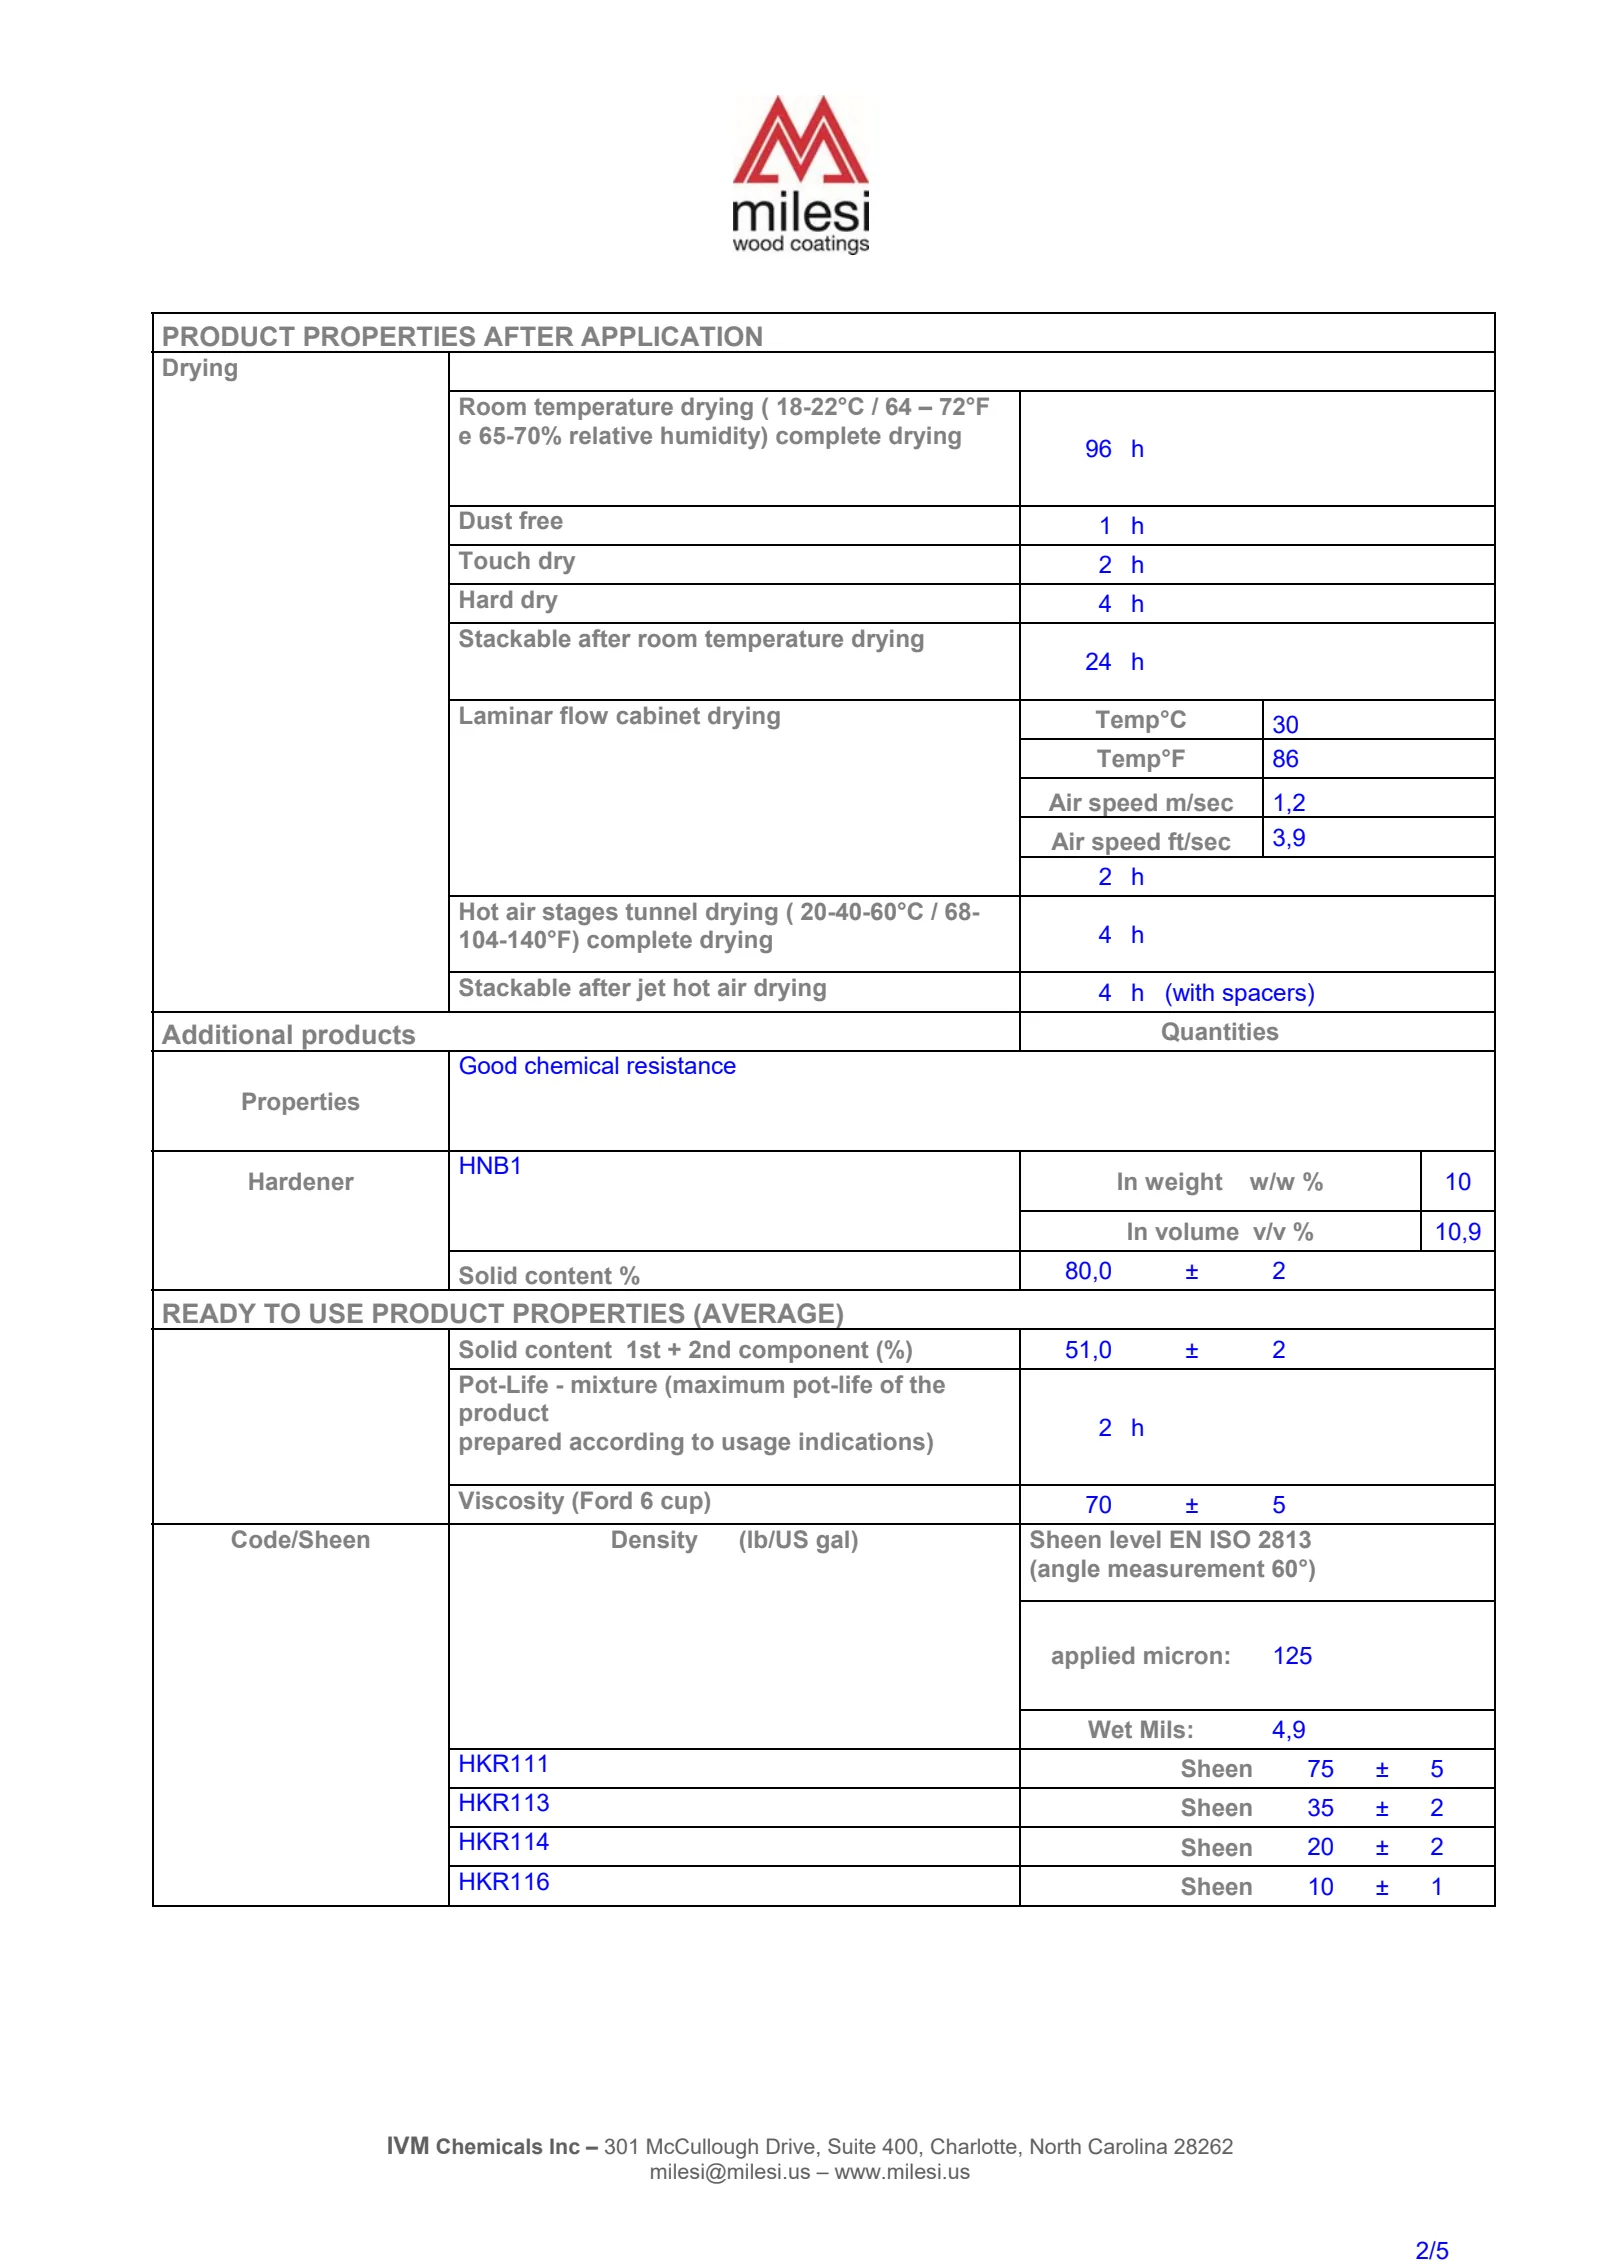 milesi
wood coatings
PRODUCT PROPERTIES AFTER APPLICATION
Drying
Room temperature drying ( 18-22°C / 64 – 72°F
e 65-70% relative humidity) complete drying
96 h
Dust free
1 h
Touch dry
2 h
Hard dry
4 h
Stackable after room temperature drying
24 h
Laminar flow cabinet drying
Temp°C 30
Temp°F 86
Air speed m/sec 1,2
Air speed ft/sec 3,9
2 h
Hot air stages tunnel drying ( 20-40-60°C / 68-
104-140°F) complete drying
4 h
Stackable after jet hot air drying
4 h (with spacers)
Additional products
Quantities
Properties
Good chemical resistance
Hardener
HNB1
In weight w/w % 10
In volume v/v % 10,9
Solid content %
80,0 ± 2
READY TO USE PRODUCT PROPERTIES (AVERAGE)
Solid content 1st + 2nd component (%)
51,0 ± 2
Pot-Life - mixture (maximum pot-life of the
product
prepared according to usage indications)
2 h
Viscosity (Ford 6 cup)
70 ± 5
Code/Sheen
Density (lb/US gal)
Sheen level EN ISO 2813
(angle measurement 60°)
applied micron: 125
Wet Mils: 4,9
HKR111
Sheen 75 ± 5
HKR113
Sheen 35 ± 2
HKR114
Sheen 20 ± 2
HKR116
Sheen 10 ± 1
IVM Chemicals Inc – 301 McCullough Drive, Suite 400, Charlotte, North Carolina 28262
milesi@milesi.us – www.milesi.us
2/5